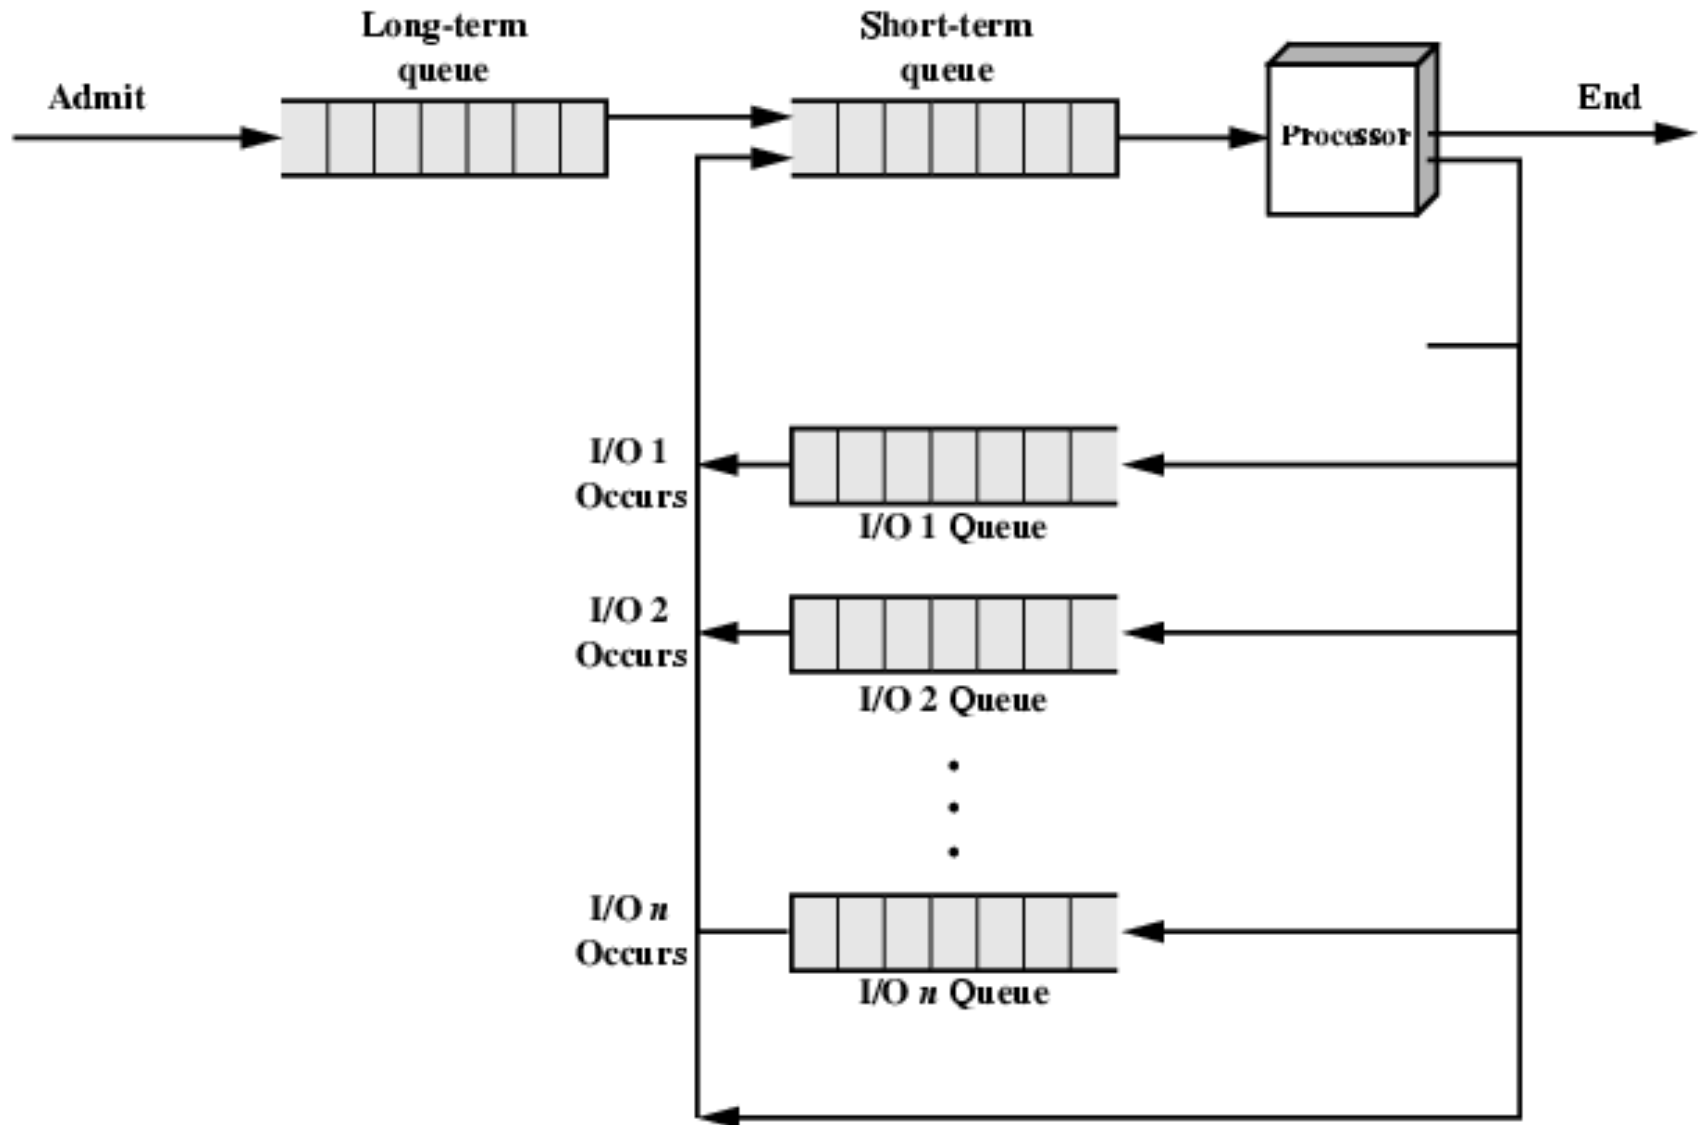 Long-term
queue
Short-term
queue
Admit
Processor
End
I/O 1
Occurs
I/O 1 Queue
I/O 2
Occurs
I/O 2 Queue
I/O n
Occurs
I/O n Queue